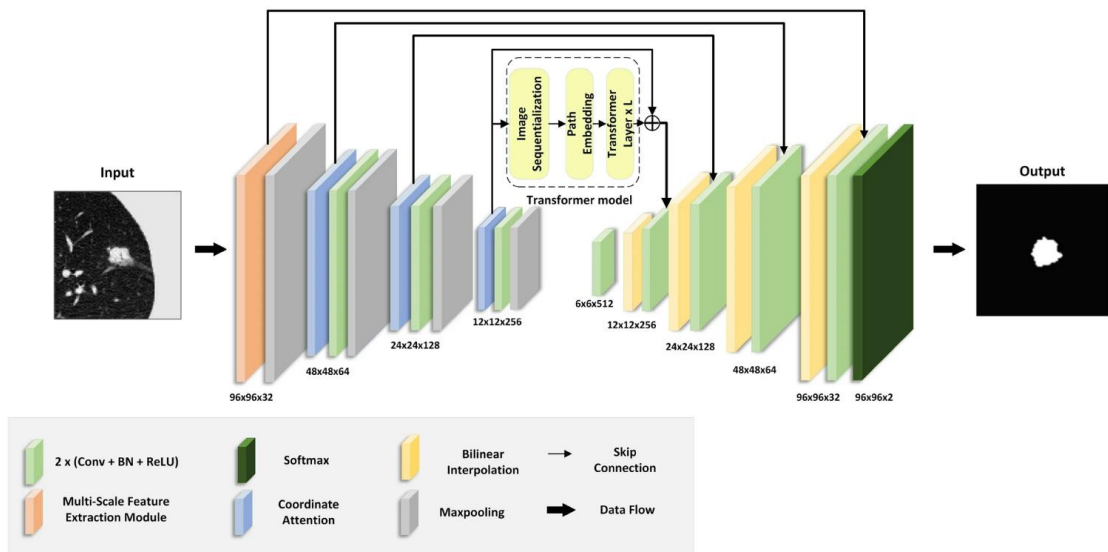 Input
Image
Sequentialization
Path
Embedding
Transformer
Layer x L
Transformer model
Output
96x96x32
48x48x64
24x24x128
12x12x256
6x6x512
12x12x256
24x24x128
48x48x64
96x96x32
96x96x2
2 x (Conv + BN + ReLU)
Softmax
Bilinear
Interpolation
Skip
Connection
Multi-Scale Feature
Extraction Module
Coordinate
Attention
Maxpooling
Data Flow